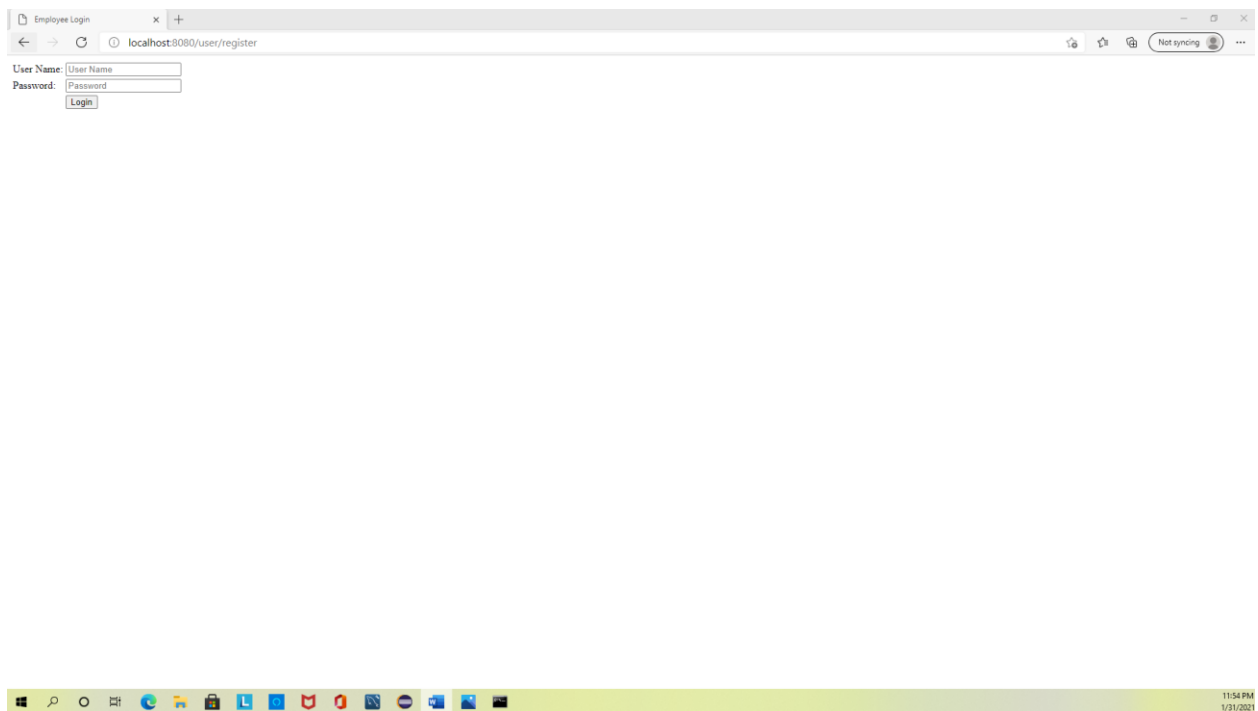 Employee Login
localhost:8080/user/register
Not syncing
User Name: User Name
Password: Password
Login
L
11:54 PM
1/31/2021